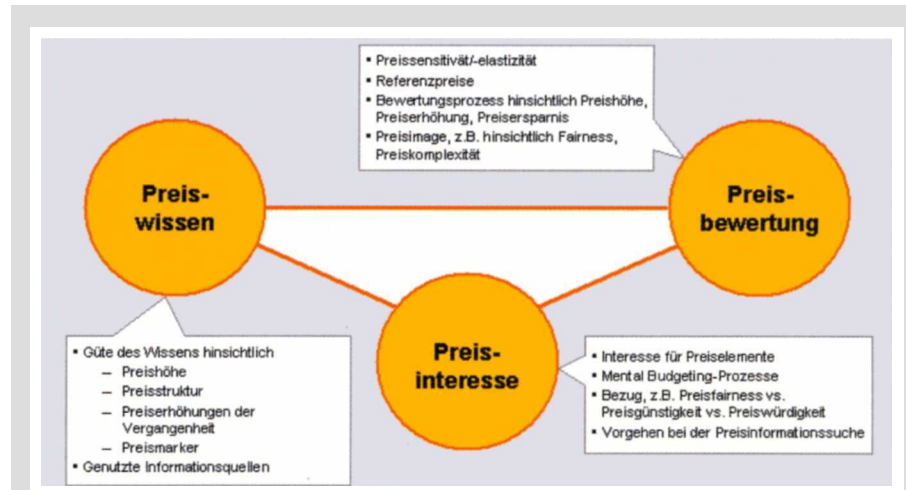 ▪ Preissensitivät/-elastizität
▪ Referenzpreise
▪ Bewertungsprozess hinsichtlich Preishöhe,
Preiserhöhung, Preisersparnis
▪ Preisimage, z.B. hinsichtlich Fairness,
Preiskomplexität
Preis-
wissen
Preis-
bewertung
Preis-
interesse
▪ Güte des Wissens hinsichtlich
– Preishöhe
– Preisstruktur
– Preiserhöhungen der
Vergangenheit
– Preismarker
▪ Genutzte Informationsquellen
▪ Interesse für Preiselemente
▪ Mental Budgeting-Prozesse
▪ Bezug, z.B. Preisfairness vs.
Preisgünstigkeit vs. Preiswürdigkeit
▪ Vorgehen bei der Preisinformationssuche